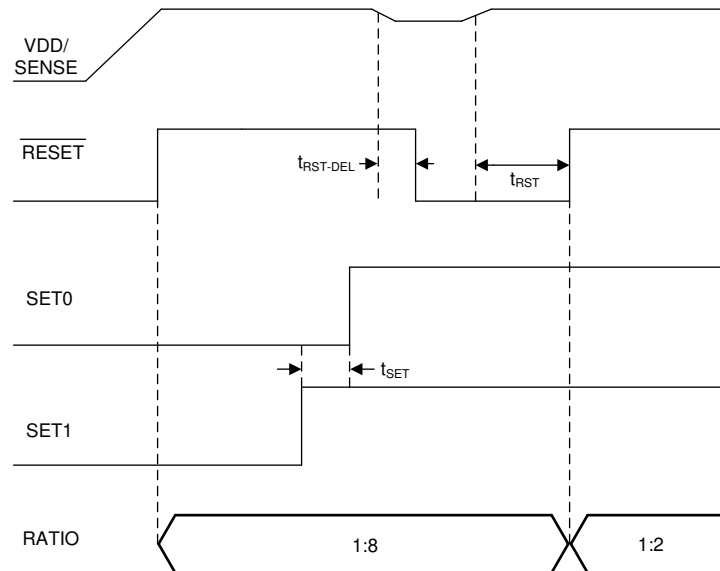 VDD/
SENSE
RESET
tRST-DEL
tRST
SET0
tSET
SET1
RATIO
1:8
1:2